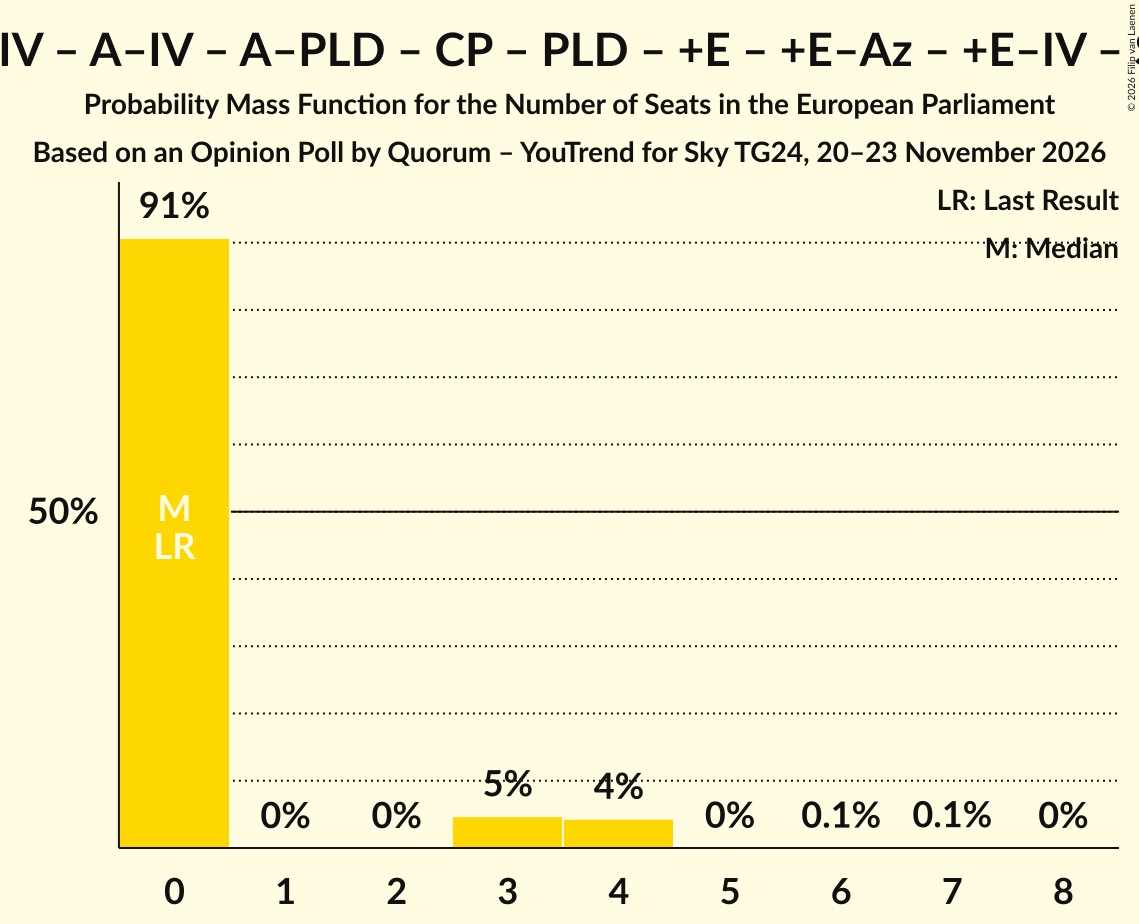 IV – A–IV – A–PLD – CP – PLD – +E – +E–Az – +E–IV –
© 2026 Filip van Laenen
Probability Mass Function for the Number of Seats in the European Parliament
Based on an Opinion Poll by Quorum – YouTrend for Sky TG24, 20–23 November 2026
LR: Last Result
M: Median
91%
50%
M
LR
0%
0%
5%
4%
0%
0.1%
0.1%
0%
0
1
2
3
4
5
6
7
8